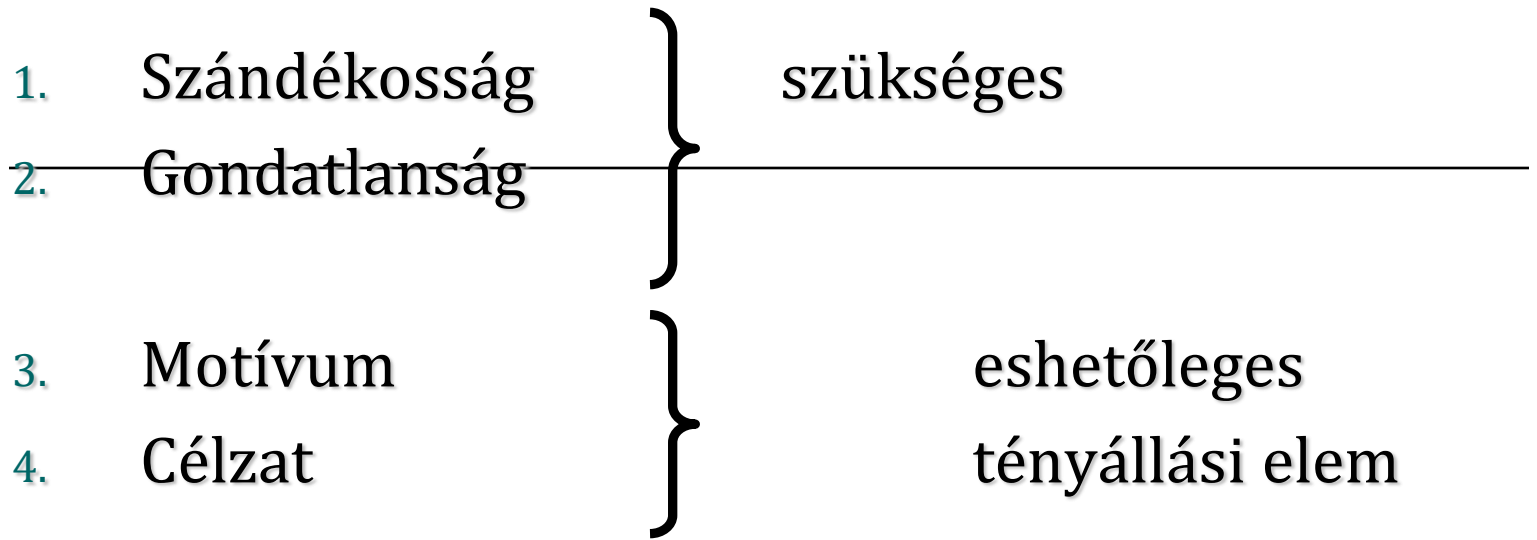 1. Szándékosság szükséges
2. Gondatlanság
3. Motívum eshetőleges
4. Célzat tényállási elem